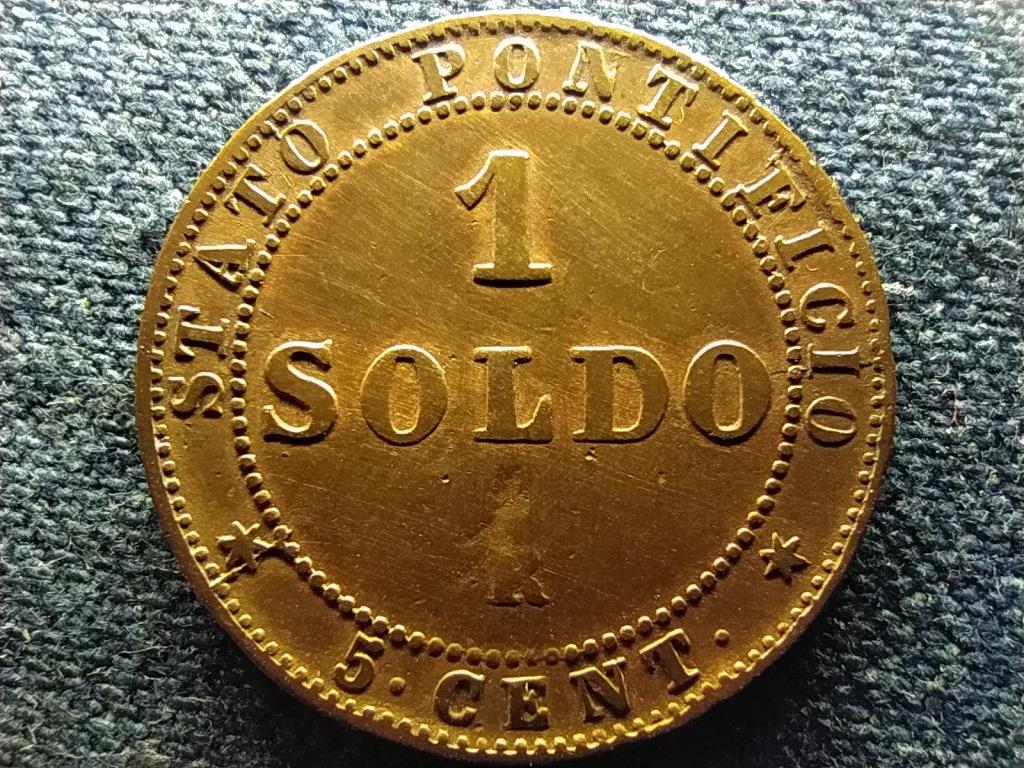 STATO PONTIFICIO
1
SOLDO
R
5. CENT.